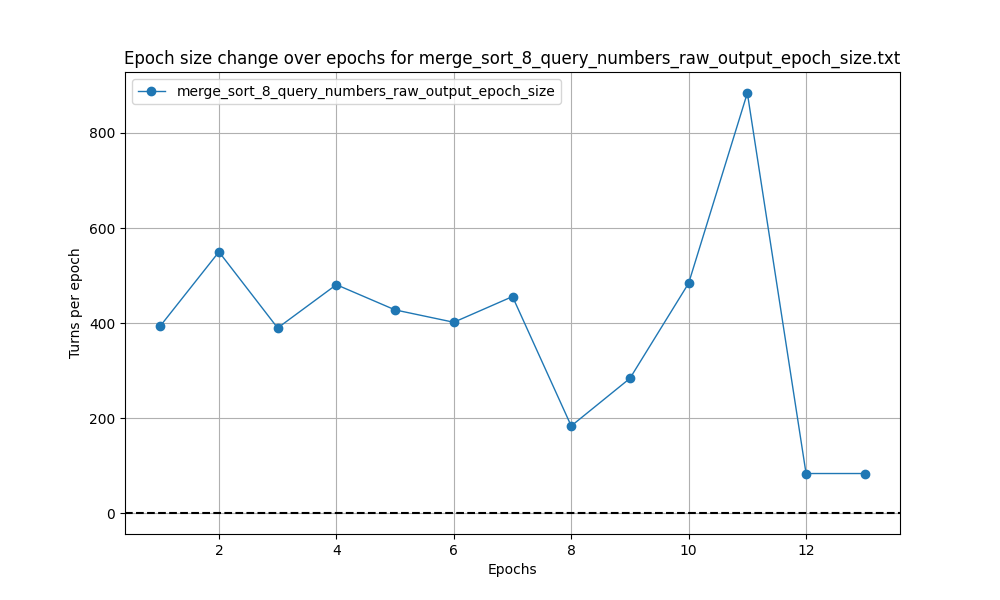 Epoch size change over epochs for merge_sort_8_query_numbers_raw_output_epoch_size.txt
merge_sort_8_query_numbers_raw_output_epoch_size
800
600
400
200
0
Turns per epoch
2 4 6 8 10 12
Epochs